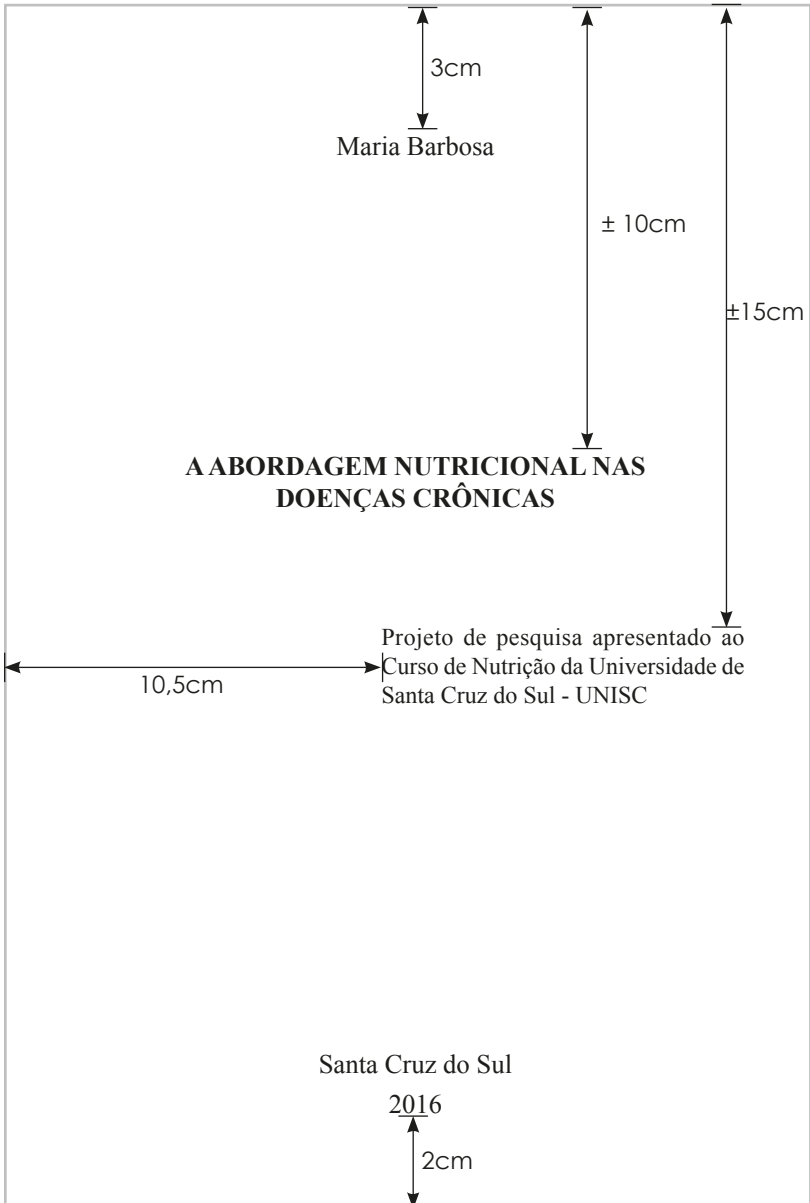 3cm
Maria Barbosa
± 10cm
±15cm
A ABORDAGEM NUTRICIONAL NAS
DOENÇAS CRÔNICAS
Projeto de pesquisa apresentado ao
Curso de Nutrição da Universidade de
Santa Cruz do Sul - UNISC
10,5cm
Santa Cruz do Sul
2016
2cm